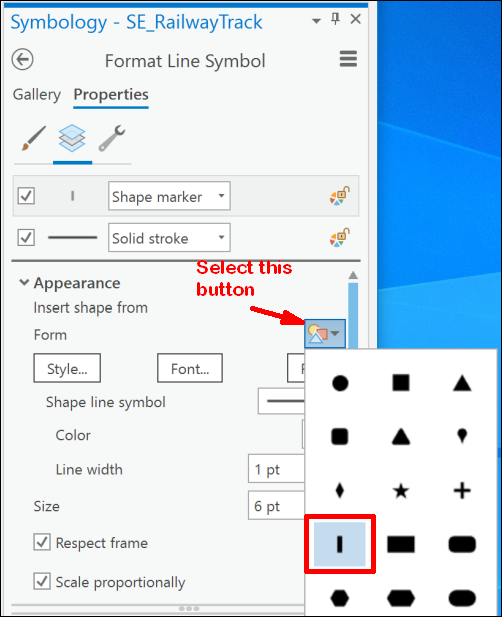 Symbology - SE_RailwayTrack
Format Line Symbol
Gallery Properties
Shape marker
Solid stroke
Select this
button
Appearance
Insert shape from
Form
Style... Font...
Shape line symbol
Color
Line width 1 pt
Size 6 pt
Respect frame
Scale proportionally